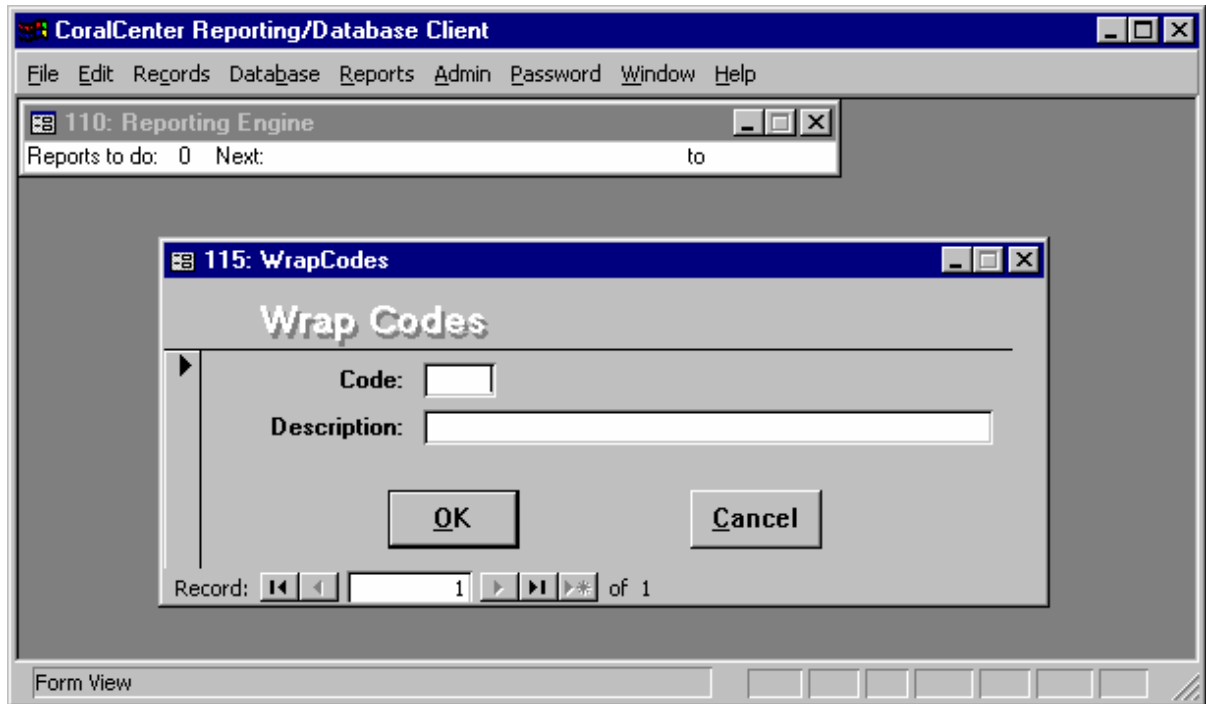 CoralCenter Reporting/Database Client
File Edit Records Database Reports Admin Password Window Help
110: Reporting Engine
Reports to do: 0 Next: to
115: WrapCodes
Wrap Codes
Code:
Description:
OK Cancel
Record: 1 of 1
Form View